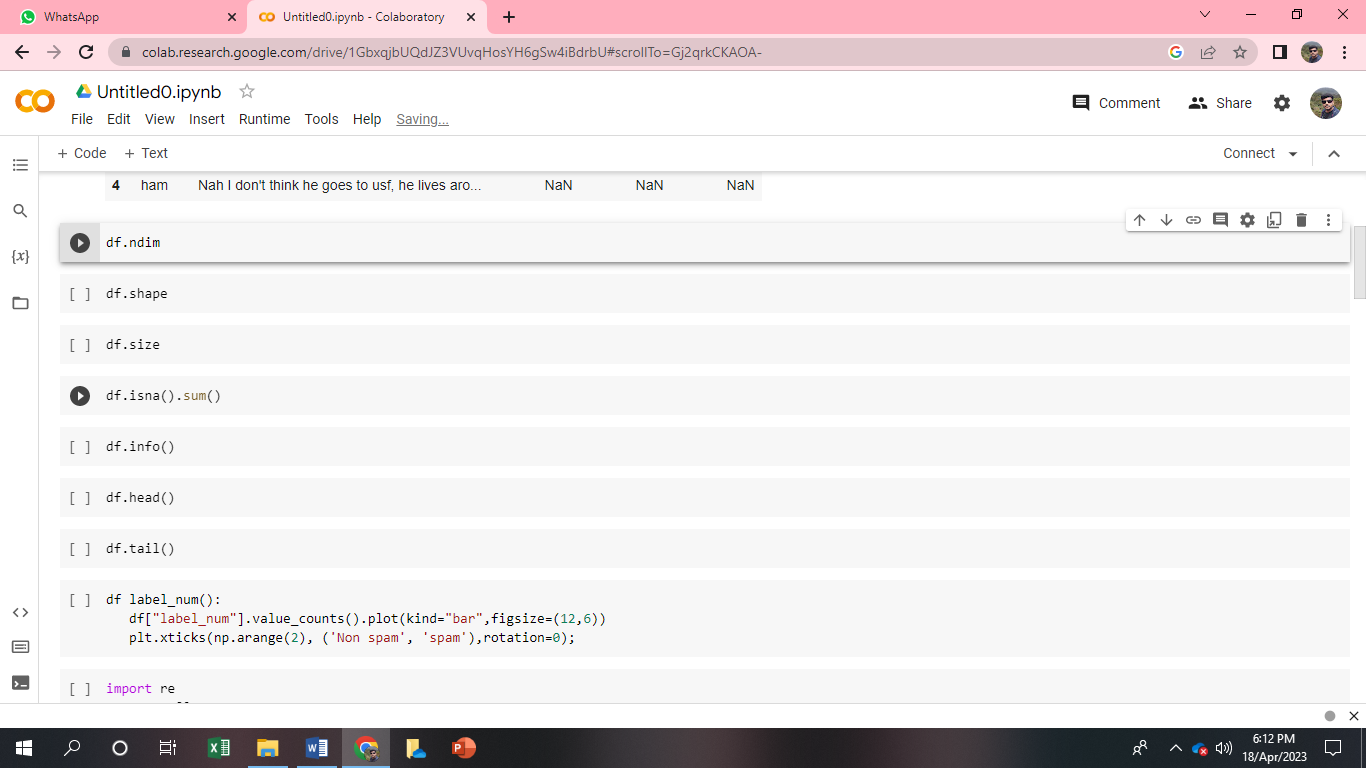 WhatsApp
Untitled0.ipynb - Colaboratory
colab.research.google.com/drive/1GbxqjbUQdJZ3VUvqHosYH6gSw4iBdrbU#scrollTo=Gj2qrkCKAOA-
Untitled0.ipynb
File Edit View Insert Runtime Tools Help Saving...
Comment Share
+ Code + Text
Connect
4 ham Nah I don't think he goes to usf, he lives aro... NaN NaN NaN
df.ndim
[ ] df.shape
[ ] df.size
df.isna().sum()
[ ] df.info()
[ ] df.head()
[ ] df.tail()
[ ] df label_num():
df["label_num"].value_counts().plot(kind="bar",figsize=(12,6))
plt.xticks(np.arange(2), ('Non spam', 'spam'),rotation=0);
[ ] import re
{x}
6:12 PM
18/Apr/2023